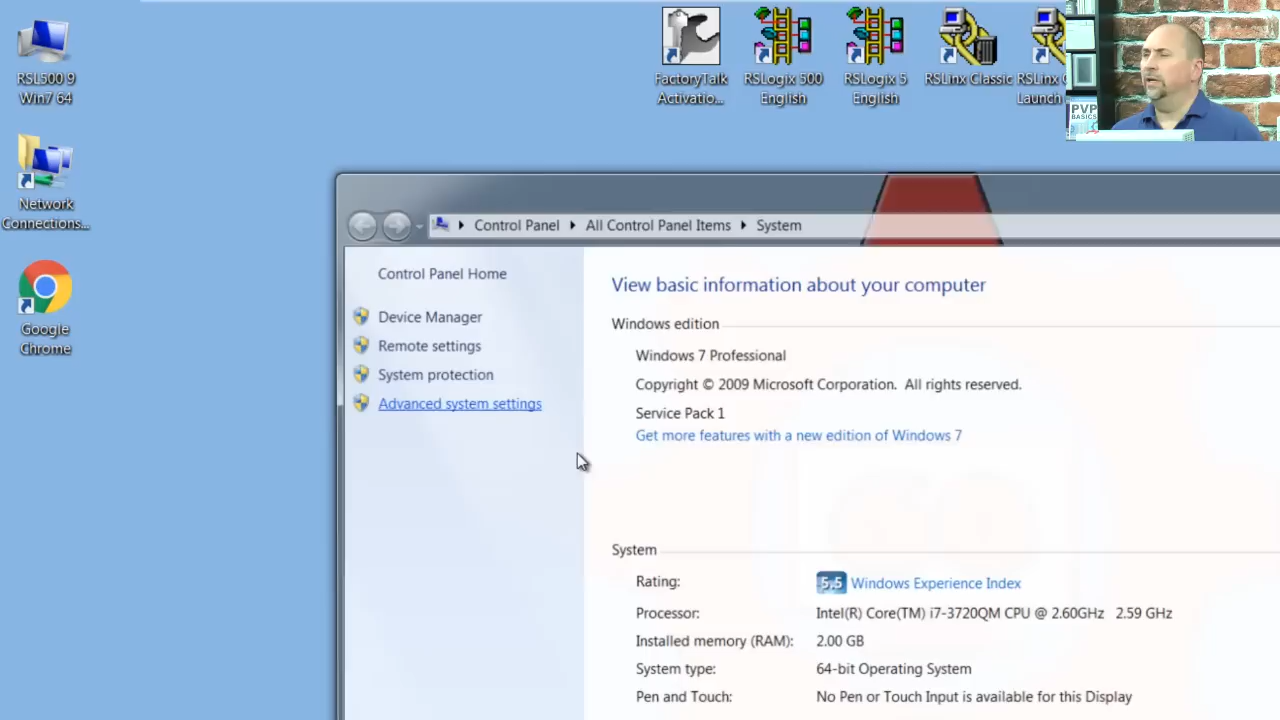 RSL500 9
Win7 64
Network
Connections...
Google
Chrome
FactoryTalk
Activatio...
RSLogix 500
English
RSLogix 5
English
RSLinx Classic
RSLinx
Launch
PVP
BASICS
Control Panel
All Control Panel Items
System
Control Panel Home
Device Manager
Remote settings
System protection
Advanced system settings
View basic information about your computer
Windows edition
Windows 7 Professional
Copyright © 2009 Microsoft Corporation.  All rights reserved.
Service Pack 1
Get more features with a new edition of Windows 7
System
Rating:
5.5 Windows Experience Index
Processor:
Intel(R) Core(TM) i7-3720QM CPU @ 2.60GHz   2.59 GHz
Installed memory (RAM):
2.00 GB
System type:
64-bit Operating System
Pen and Touch:
No Pen or Touch Input is available for this Display